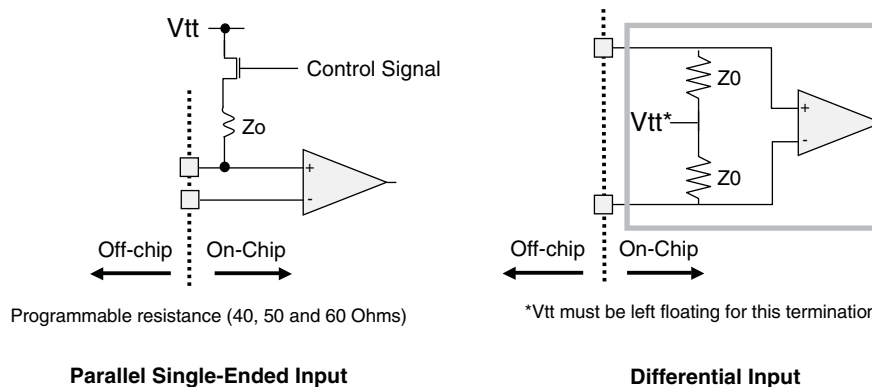 Vtt
Control Signal
Zo
+
-
Off-chip
On-Chip
Programmable resistance (40, 50 and 60 Ohms)
Parallel Single-Ended Input
Z0
Vtt*
+
-
Z0
Off-chip
On-Chip
*Vtt must be left floating for this termination
Differential Input